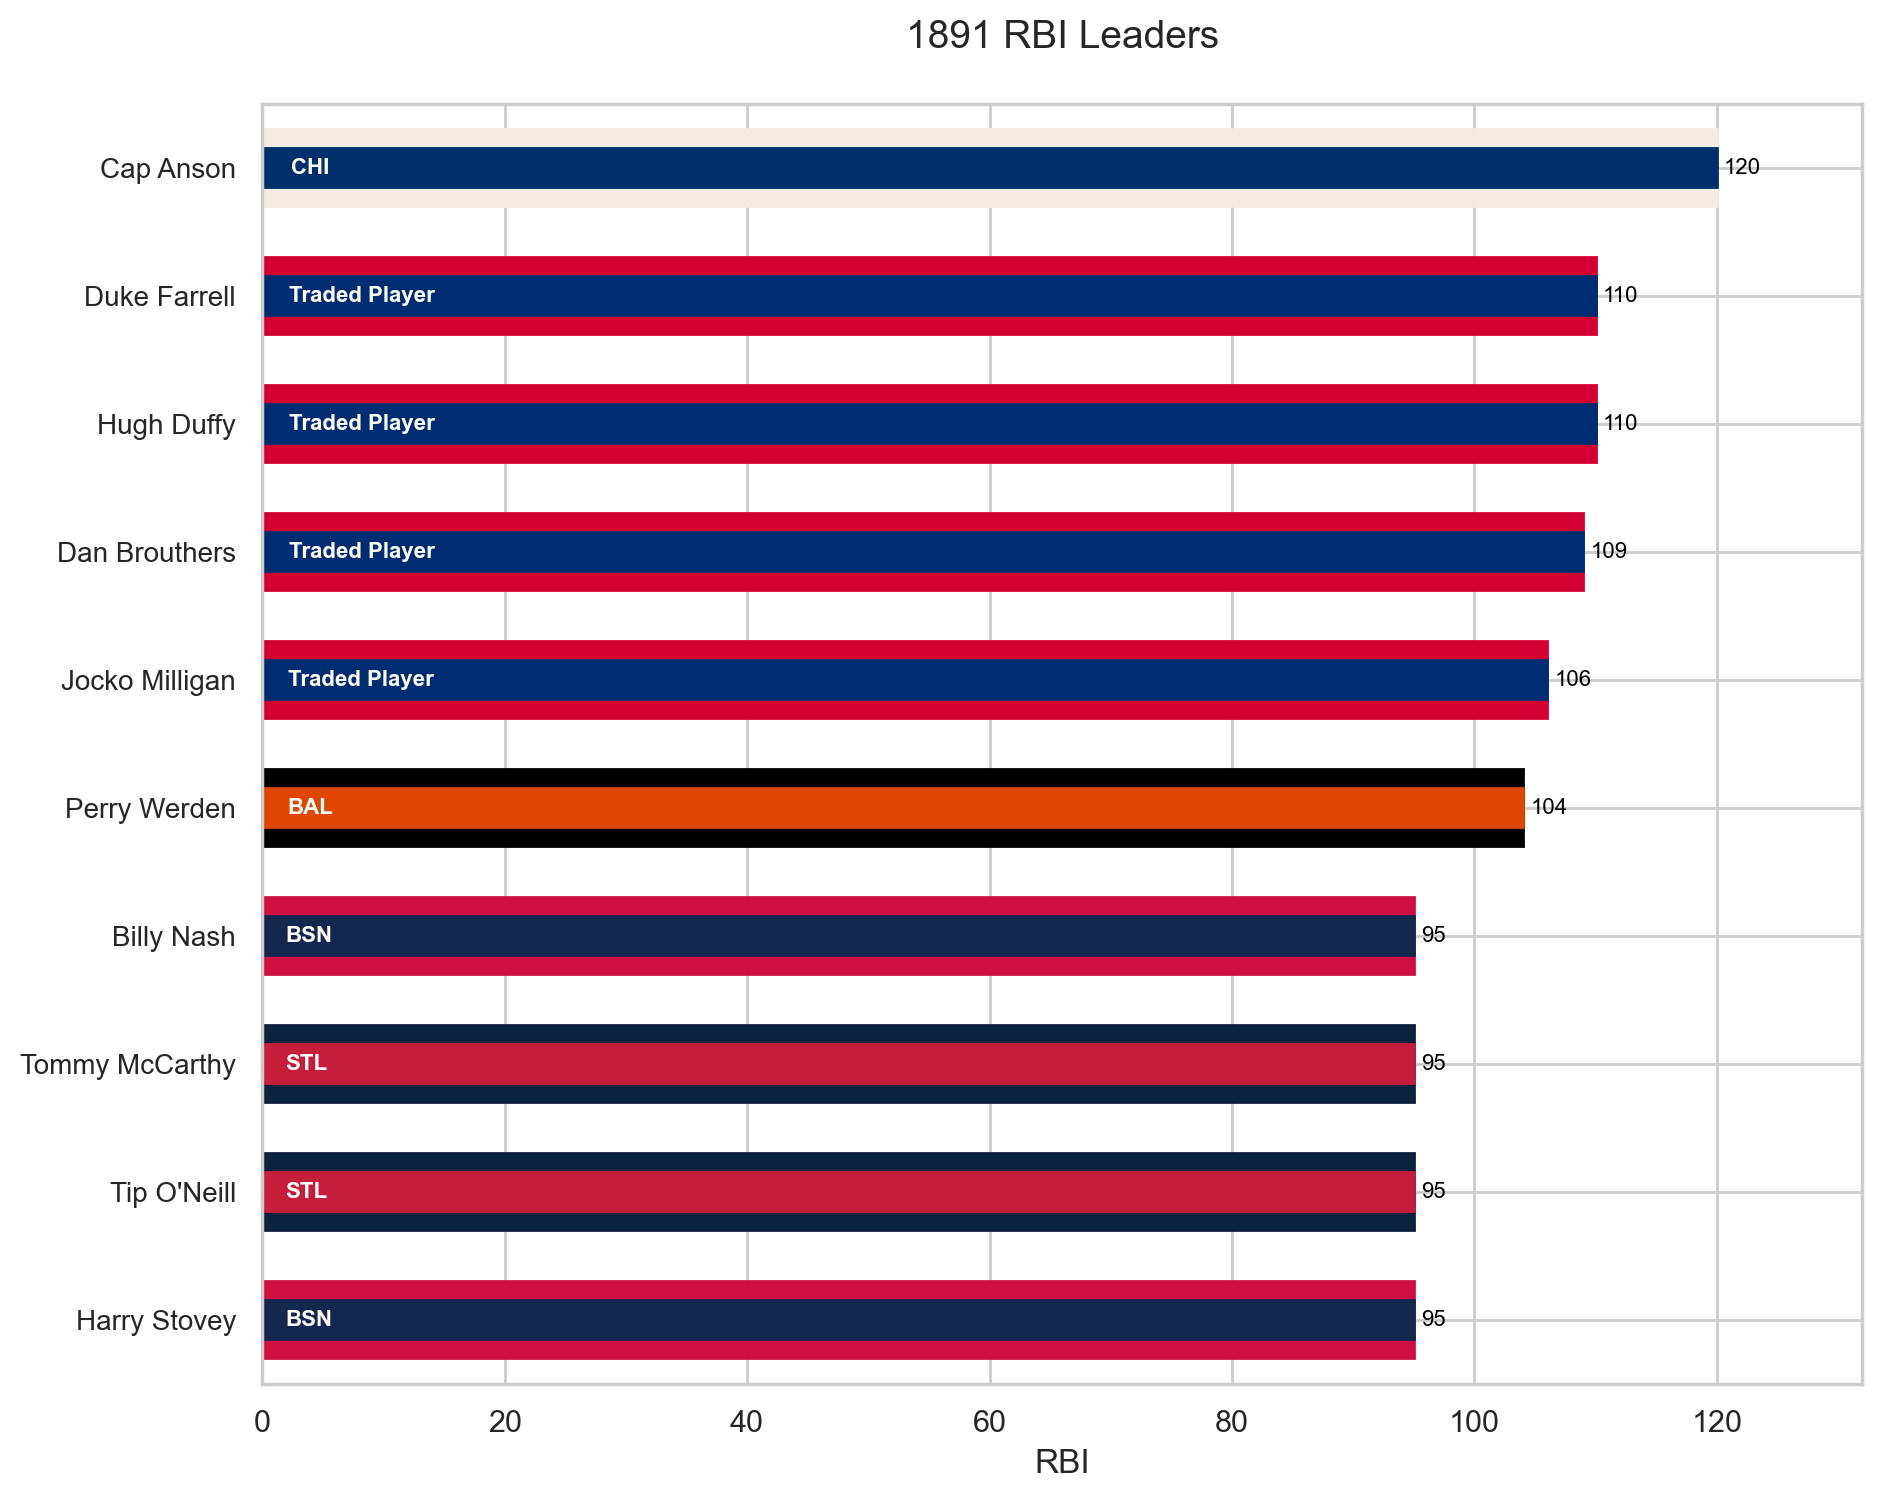 1891 RBI Leaders
Cap Anson CHI 120
Duke Farrell Traded Player 110
Hugh Duffy Traded Player 110
Dan Brouthers Traded Player 109
Jocko Milligan Traded Player 106
Perry Werden BAL 104
Billy Nash BSN 95
Tommy McCarthy STL 95
Tip O'Neill STL 95
Harry Stovey BSN 95
0 20 40 60 80 100 120
RBI